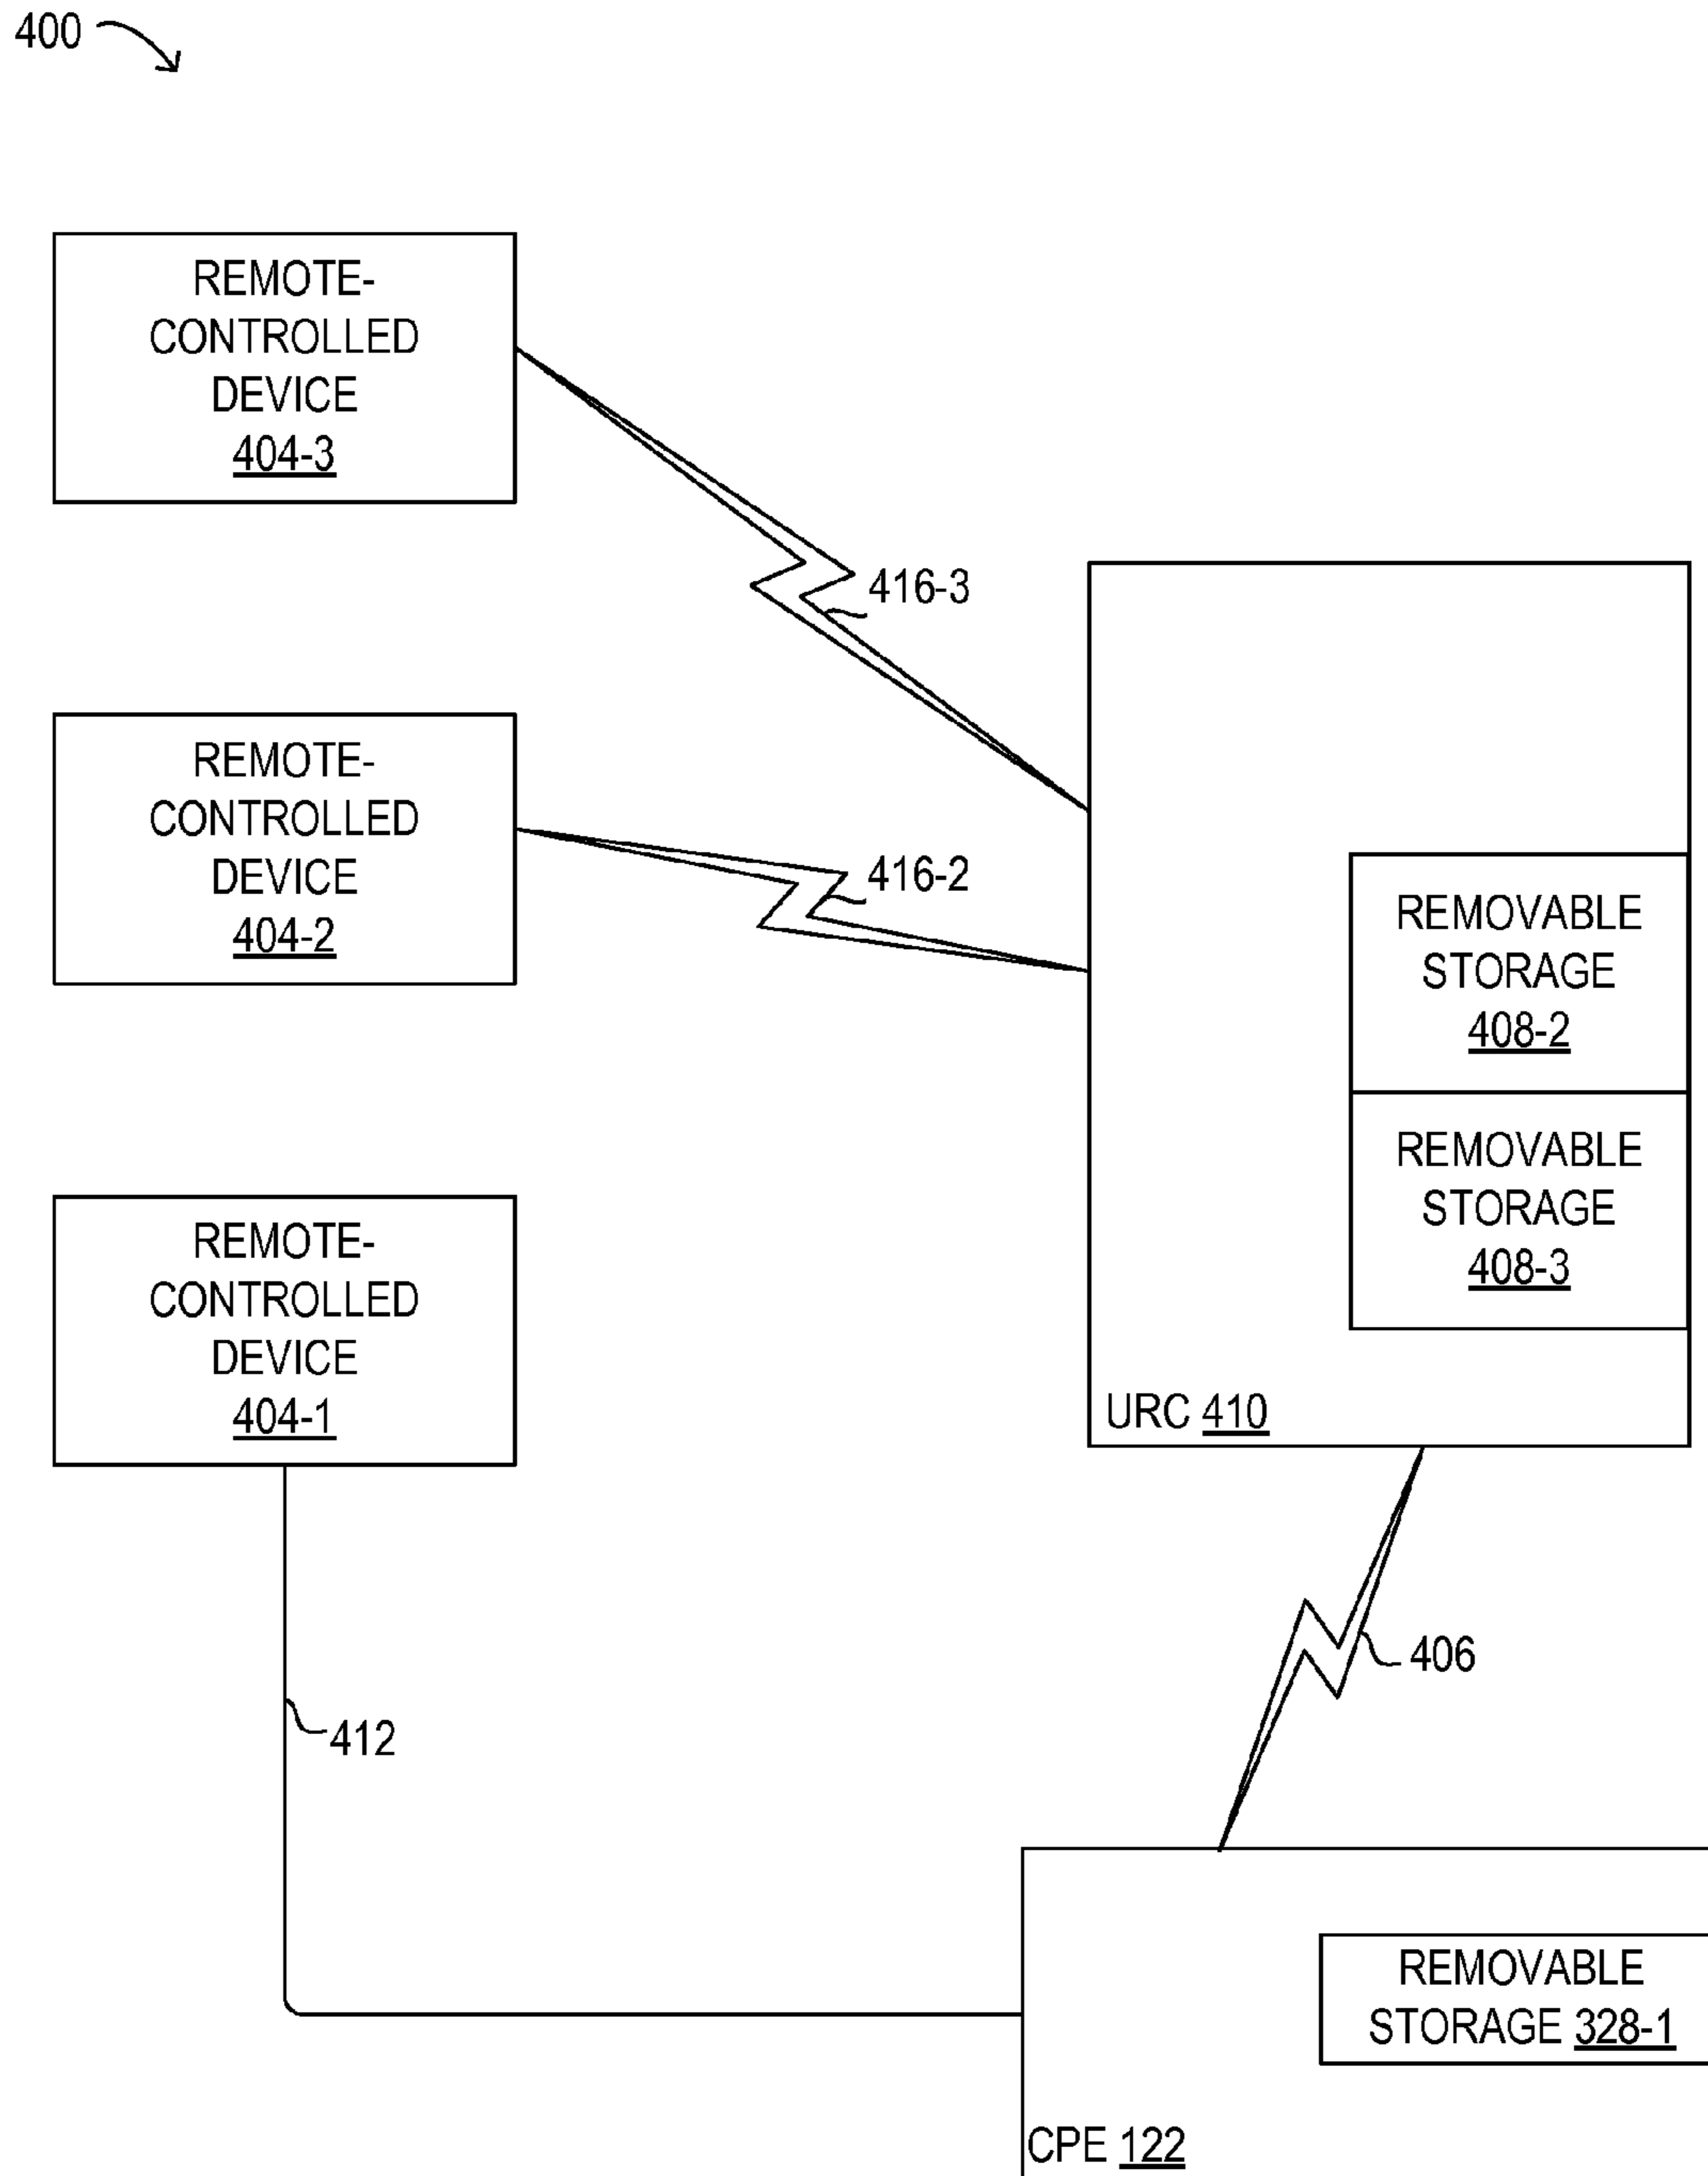 400
REMOTE-
CONTROLLED
DEVICE
404-3
416-3
REMOTE-
CONTROLLED
DEVICE
404-2
416-2
REMOVABLE
STORAGE
408-2
REMOVABLE
STORAGE
408-3
REMOTE-
CONTROLLED
DEVICE
404-1
URC 410
406
412
REMOVABLE
STORAGE 328-1
CPE 122